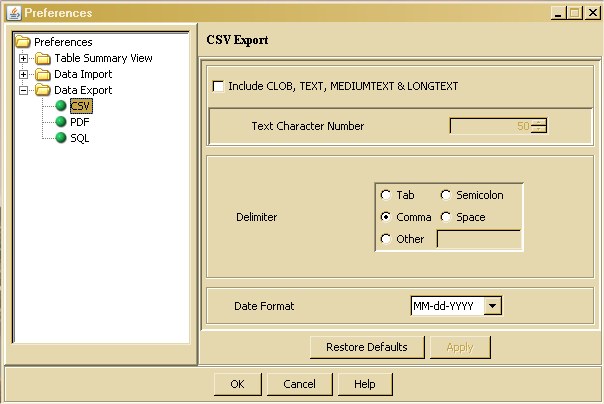 Preferences
Preferences
Table Summary View
Data Import
Data Export
CSV
PDF
SQL
CSV Export
Include CLOB, TEXT, MEDIUMTEXT & LONGTEXT
Text Character Number 50
Delimiter
Tab Semicolon
Comma Space
Other
Date Format MM-dd-YYYY
Restore Defaults Apply
OK Cancel Help